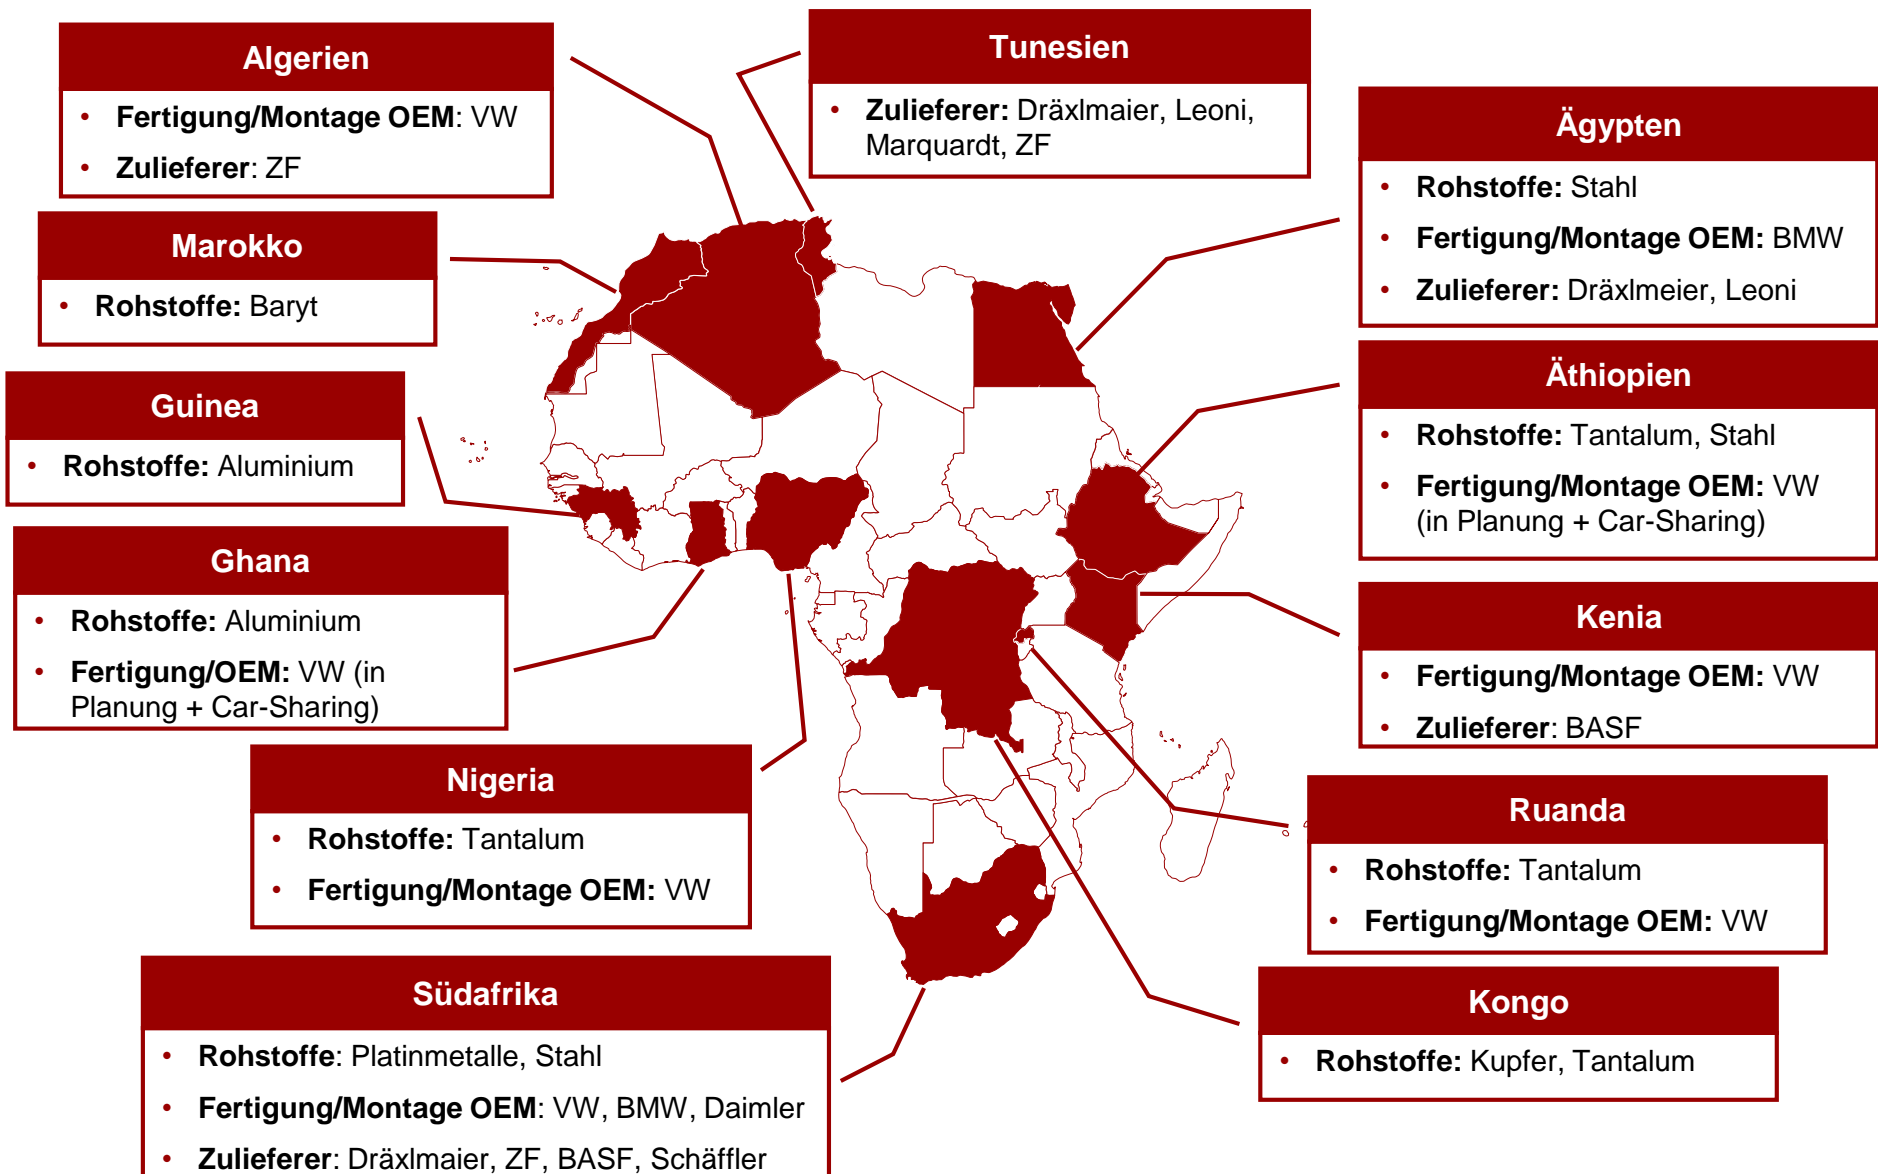 Algerien
• Fertigung/Montage OEM: VW
• Zulieferer: ZF
Tunesien
• Zulieferer: Dräxlmaier, Leoni,
Marquardt, ZF
Ägypten
• Rohstoffe: Stahl
• Fertigung/Montage OEM: BMW
• Zulieferer: Dräxlmeier, Leoni
Marokko
• Rohstoffe: Baryt
Äthiopien
• Rohstoffe: Tantalum, Stahl
• Fertigung/Montage OEM: VW
(in Planung + Car-Sharing)
Guinea
• Rohstoffe: Aluminium
Ghana
• Rohstoffe: Aluminium
• Fertigung/OEM: VW (in
Planung + Car-Sharing)
Kenia
• Fertigung/Montage OEM: VW
• Zulieferer: BASF
Nigeria
• Rohstoffe: Tantalum
• Fertigung/Montage OEM: VW
Ruanda
• Rohstoffe: Tantalum
• Fertigung/Montage OEM: VW
Südafrika
• Rohstoffe: Platinmetalle, Stahl
• Fertigung/Montage OEM: VW, BMW, Daimler
• Zulieferer: Dräxlmaier, ZF, BASF, Schäffler
Kongo
• Rohstoffe: Kupfer, Tantalum